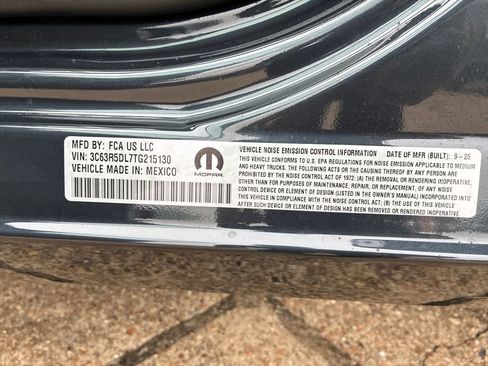 MFD BY: FCA US LLC
VIN: 3C63R5DL7TG215130
VEHICLE MADE IN: MEXICO
MOPAR
VEHICLE NOISE EMISSION CONTROL INFORMATION DATE OF MFR (BUILT): 9-25
THIS VEHICLE CONFORMS TO U.S. EPA REGULATIONS FOR NOISE EMISSION APPLICABLE TO MEDIUM
AND HEAVY TRUCKS. THE FOLLOWING ACTS OR THE CAUSING THEREOF BY ANY PERSON ARE
PROHIBITED BY THE NOISE CONTROL ACT OF 1972: (A) THE REMOVAL OR RENDERING INOPERATIVE,
OTHER THAN FOR PURPOSES OF MAINTENANCE, REPAIR, OR REPLACEMENT, OF ANY NOISE CONTROL
DEVICE OR ELEMENT OF DESIGN (LISTED IN THE OWNER'S MANUAL) INCORPORATED INTO
THIS VEHICLE IN COMPLIANCE WITH THE NOISE CONTROL ACT; (B) THE USE OF THIS VEHICLE
AFTER SUCH DEVICE OR ELEMENT OF DESIGN HAS BEEN REMOVED OR RENDERED INOPERATIVE.